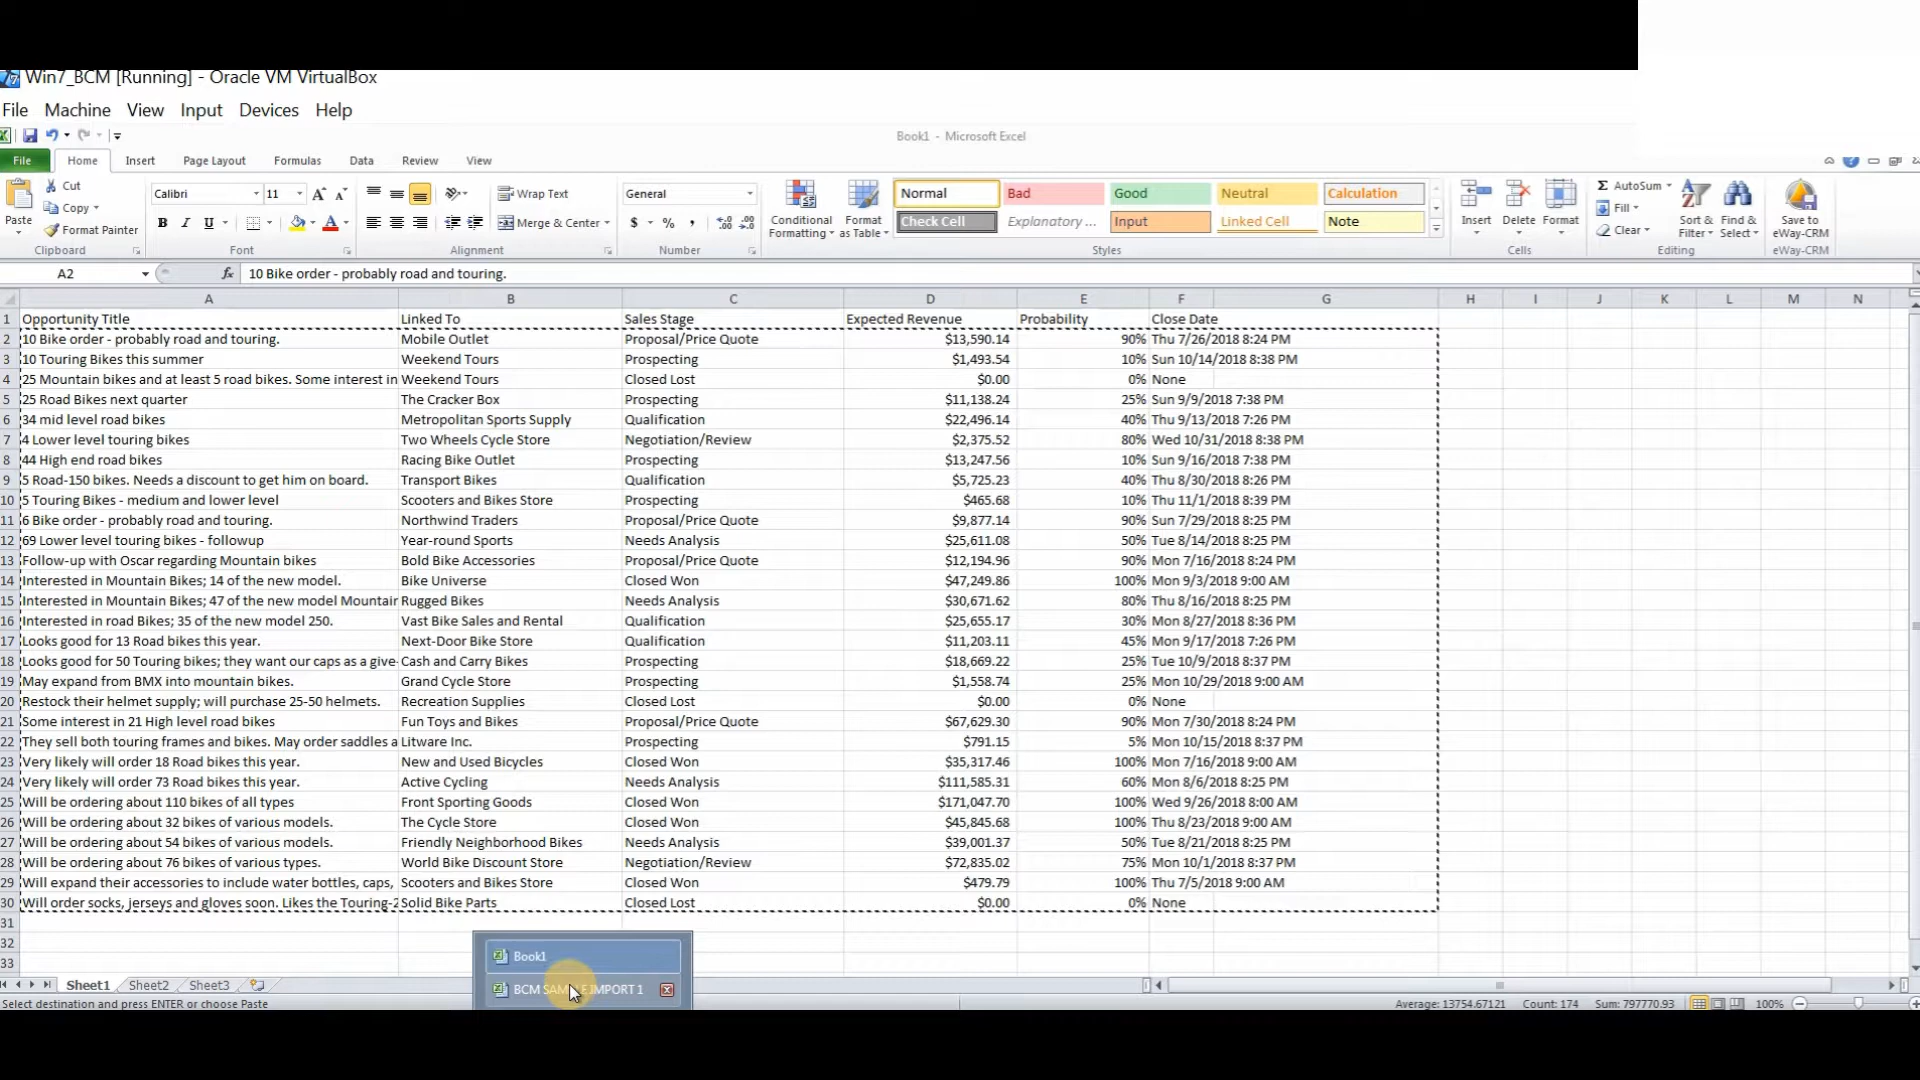 Win7_BCM [Running] - Oracle VM VirtualBox
File Machine View Input Devices Help
Book1 - Microsoft Excel
File Home Insert Page Layout Formulas Data Review View
Cut
Copy
Format Painter
Paste
Clipboard
Calibri 11
B I U
Font
Wrap Text
Merge & Center
Alignment
General
$ % ,
Number
Conditional Formatting
Format as Table
Normal Bad Good Neutral Calculation
Check Cell Explanatory ... Input Linked Cell Note
Styles
Insert Delete Format
Cells
AutoSum
Fill
Clear
Sort & Filter
Find & Select
Editing
Save to eWay-CRM
eWay-CRM
A2 fx 10 Bike order - probably road and touring.
A B C D E F G H I J K L M N
1 Opportunity Title Linked To Sales Stage Expected Revenue Probability Close Date
2 10 Bike order - probably road and touring. Mobile Outlet Proposal/Price Quote $13,590.14 90% Thu 7/26/2018 8:24 PM
3 10 Touring Bikes this summer Weekend Tours Prospecting $1,493.54 10% Sun 10/14/2018 8:38 PM
4 25 Mountain bikes and at least 5 road bikes. Some interest in Weekend Tours Closed Lost $0.00 0% None
5 25 Road Bikes next quarter The Cracker Box Prospecting $11,138.24 25% Sun 9/9/2018 7:38 PM
6 34 mid level road bikes Metropolitan Sports Supply Qualification $22,496.14 40% Thu 9/13/2018 7:26 PM
7 4 Lower level touring bikes Two Wheels Cycle Store Negotiation/Review $2,375.52 80% Wed 10/31/2018 8:38 PM
8 44 High end road bikes Racing Bike Outlet Prospecting $13,247.56 10% Sun 9/16/2018 7:38 PM
9 5 Road-150 bikes. Needs a discount to get him on board. Transport Bikes Qualification $5,725.23 40% Thu 8/30/2018 8:26 PM
10 5 Touring Bikes - medium and lower level Scooters and Bikes Store Prospecting $465.68 10% Thu 11/1/2018 8:39 PM
11 6 Bike order - probably road and touring. Northwind Traders Proposal/Price Quote $9,877.14 90% Sun 7/29/2018 8:25 PM
12 69 Lower level touring bikes - followup Year-round Sports Needs Analysis $25,611.08 50% Tue 8/14/2018 8:25 PM
13 Follow-up with Oscar regarding Mountain bikes Bold Bike Accessories Proposal/Price Quote $12,194.96 90% Mon 7/16/2018 8:24 PM
14 Interested in Mountain Bikes; 14 of the new model. Bike Universe Closed Won $47,249.86 100% Mon 9/3/2018 9:00 AM
15 Interested in Mountain Bikes; 47 of the new model Mountain Rugged Bikes Needs Analysis $30,671.62 80% Thu 8/16/2018 8:25 PM
16 Interested in road Bikes; 35 of the new model 250. Vast Bike Sales and Rental Qualification $25,655.17 30% Mon 8/27/2018 8:36 PM
17 Looks good for 13 Road bikes this year. Next-Door Bike Store Qualification $11,203.11 45% Mon 9/17/2018 7:26 PM
18 Looks good for 50 Touring bikes; they want our caps as a give- Cash and Carry Bikes Prospecting $18,669.22 25% Tue 10/9/2018 8:37 PM
19 May expand from BMX into mountain bikes. Grand Cycle Store Prospecting $1,558.74 25% Mon 10/29/2018 9:00 AM
20 Restock their helmet supply; will purchase 25-50 helmets. Recreation Supplies Closed Lost $0.00 0% None
21 Some interest in 21 High level road bikes Fun Toys and Bikes Proposal/Price Quote $67,629.30 90% Mon 7/30/2018 8:24 PM
22 They sell both touring frames and bikes. May order saddles a Litware Inc. Prospecting $791.15 5% Mon 10/15/2018 8:37 PM
23 Very likely will order 18 Road bikes this year. New and Used Bicycles Closed Won $35,317.46 100% Mon 7/16/2018 9:00 AM
24 Very likely will order 73 Road bikes this year. Active Cycling Needs Analysis $111,585.31 60% Mon 8/6/2018 8:25 PM
25 Will be ordering about 110 bikes of all types Front Sporting Goods Closed Won $171,047.70 100% Wed 9/26/2018 8:00 AM
26 Will be ordering about 32 bikes of various models. The Cycle Store Closed Won $45,845.68 100% Thu 8/23/2018 9:00 AM
27 Will be ordering about 54 bikes of various models. Friendly Neighborhood Bikes Needs Analysis $39,001.37 50% Tue 8/21/2018 8:25 PM
28 Will be ordering about 76 bikes of various types. World Bike Discount Store Negotiation/Review $72,835.02 75% Mon 10/1/2018 8:37 PM
29 Will expand their accessories to include water bottles, caps, Scooters and Bikes Store Closed Won $479.79 100% Thu 7/5/2018 9:00 AM
30 Will order socks, jerseys and gloves soon. Likes the Touring-2 Solid Bike Parts Closed Lost $0.00 0% None
31
32
33
Book1
BCM SAMPLE IMPORT 1
Sheet1 Sheet2 Sheet3
Select destination and press ENTER or choose Paste Average: 13754.67121 Count: 174 Sum: 797770.93 100%